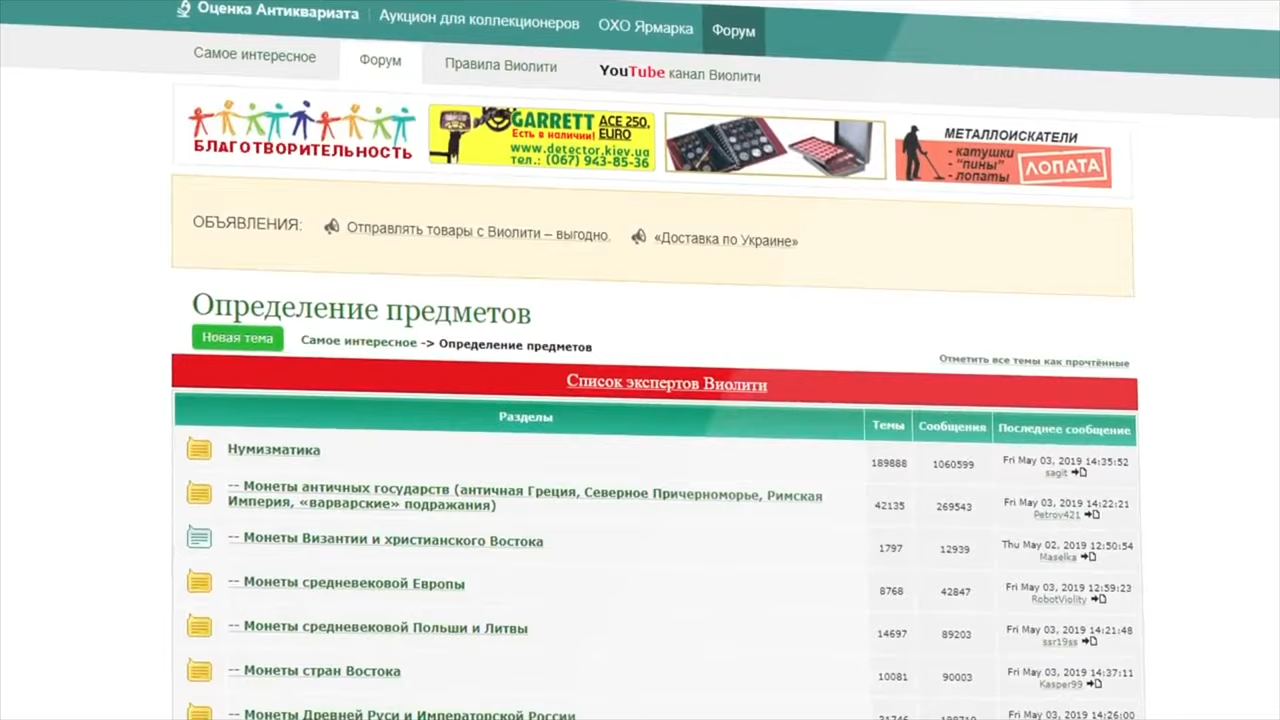 Оценка Антиквариата
Аукцион для коллекционеров
ОХО Ярмарка
Форум
Самое интересное
Форум
Правила Виолити
YouTube канал Виолити
БЛАГОТВОРИТЕЛЬНОСТЬ
GARRETT ACE 250,
Есть в наличии! EURO
www.detector.kiev.ua
тел.: (067) 943-85-36
МЕТАЛЛОИСКАТЕЛИ
- катушки
- "пины"
- лопаты
ЛОПАТА
ОБЪЯВЛЕНИЯ:
Отправлять товары с Виолити – выгодно.
«Доставка по Украине»
Определение предметов
Новая тема
Самое интересное -> Определение предметов
Отметить все темы как прочтённые
Список экспертов Виолити
Разделы Темы Сообщения Последнее сообщение
Нумизматика 189888 1060599 Fri May 03, 2019 14:35:52
sagit
-- Монеты античных государств (античная Греция, Северное Причерноморье, Римская
Империя, «варварские» подражания) 42135 269543 Fri May 03, 2019 14:22:21
Petrov421
-- Монеты Византии и христианского Востока 1797 12939 Thu May 02, 2019 12:50:54
Maselka
-- Монеты средневековой Европы 8768 42847 Fri May 03, 2019 12:59:23
RobotViolity
-- Монеты средневековой Польши и Литвы 14697 89203 Fri May 03, 2019 14:21:48
ssr19ss
-- Монеты стран Востока 10081 90003 Fri May 03, 2019 14:37:11
Kasper99
-- Монеты Древней Руси и Императорской России Fri May 03, 2019 14:26:00